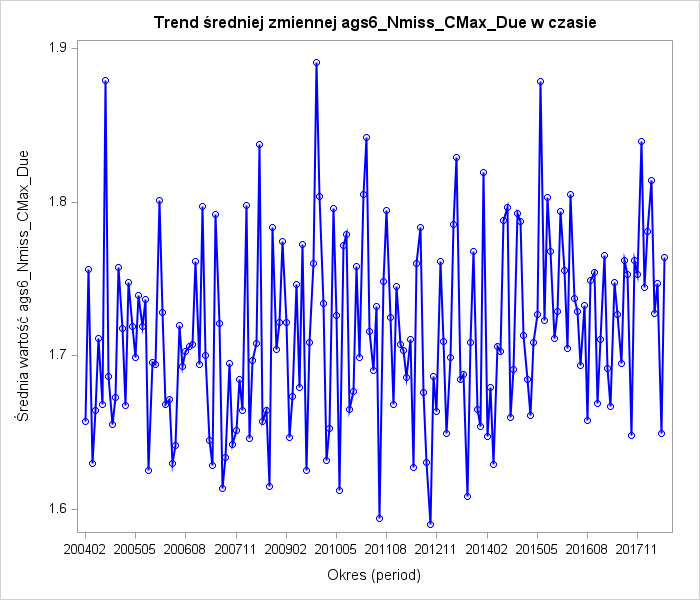 Trend średniej zmiennej ags6_Nmiss_CMax_Due w czasie
Średnia wartość ags6_Nmiss_CMax_Due
1.9
1.8
1.7
1.6
200402 200505 200608 200711 200902 201005 201108 201211 201402 201505 201608 201711
Okres (period)